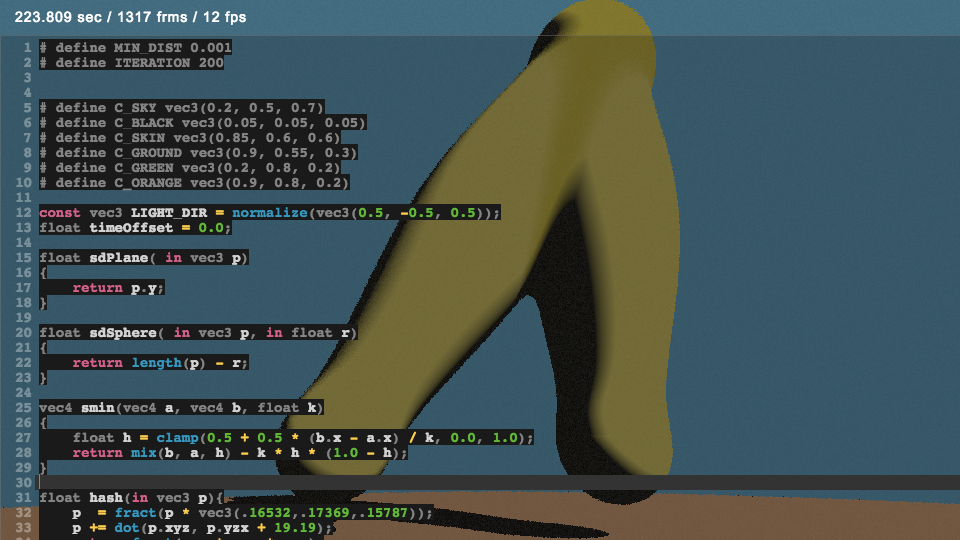 223.809 sec / 1317 frms / 12 fps
1 # define MIN_DIST 0.001
2 # define ITERATION 200
3
4
5 # define C_SKY vec3(0.2, 0.5, 0.7)
6 # define C_BLACK vec3(0.05, 0.05, 0.05)
7 # define C_SKIN vec3(0.85, 0.6, 0.6)
8 # define C_GROUND vec3(0.9, 0.55, 0.3)
9 # define C_GREEN vec3(0.2, 0.8, 0.2)
10 # define C_ORANGE vec3(0.9, 0.8, 0.2)
11
12 const vec3 LIGHT_DIR = normalize(vec3(0.5, -0.5, 0.5));
13 float timeOffset = 0.0;
14
15 float sdPlane( in vec3 p)
16 {
17     return p.y;
18 }
19
20 float sdSphere( in vec3 p, in float r)
21 {
22     return length(p) - r;
23 }
24
25 vec4 smin(vec4 a, vec4 b, float k)
26 {
27     float h = clamp(0.5 + 0.5 * (b.x - a.x) / k, 0.0, 1.0);
28     return mix(b, a, h) - k * h * (1.0 - h);
29 }
30
31 float hash(in vec3 p){
32     p  = fract(p * vec3(.16532,.17369,.15787));
33     p += dot(p.xyz, p.yzx + 19.19);